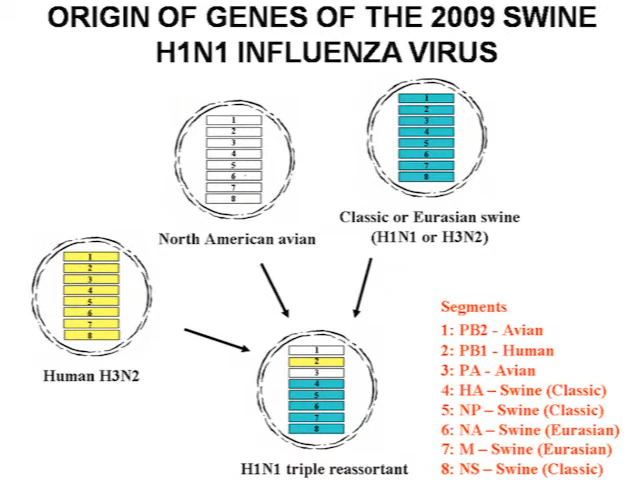 ORIGIN OF GENES OF THE 2009 SWINE
H1N1 INFLUENZA VIRUS
1
2
3
4
5
6
7
8
North American avian
1
2
3
4
5
6
7
8
Classic or Eurasian swine
(H1N1 or H3N2)
1
2
3
4
5
6
7
8
Human H3N2
1
2
3
4
5
6
7
8
H1N1 triple reassortant
Segments
1: PB2 - Avian
2: PB1 - Human
3: PA - Avian
4: HA – Swine (Classic)
5: NP – Swine (Classic)
6: NA – Swine (Eurasian)
7: M – Swine (Eurasian)
8: NS – Swine (Classic)